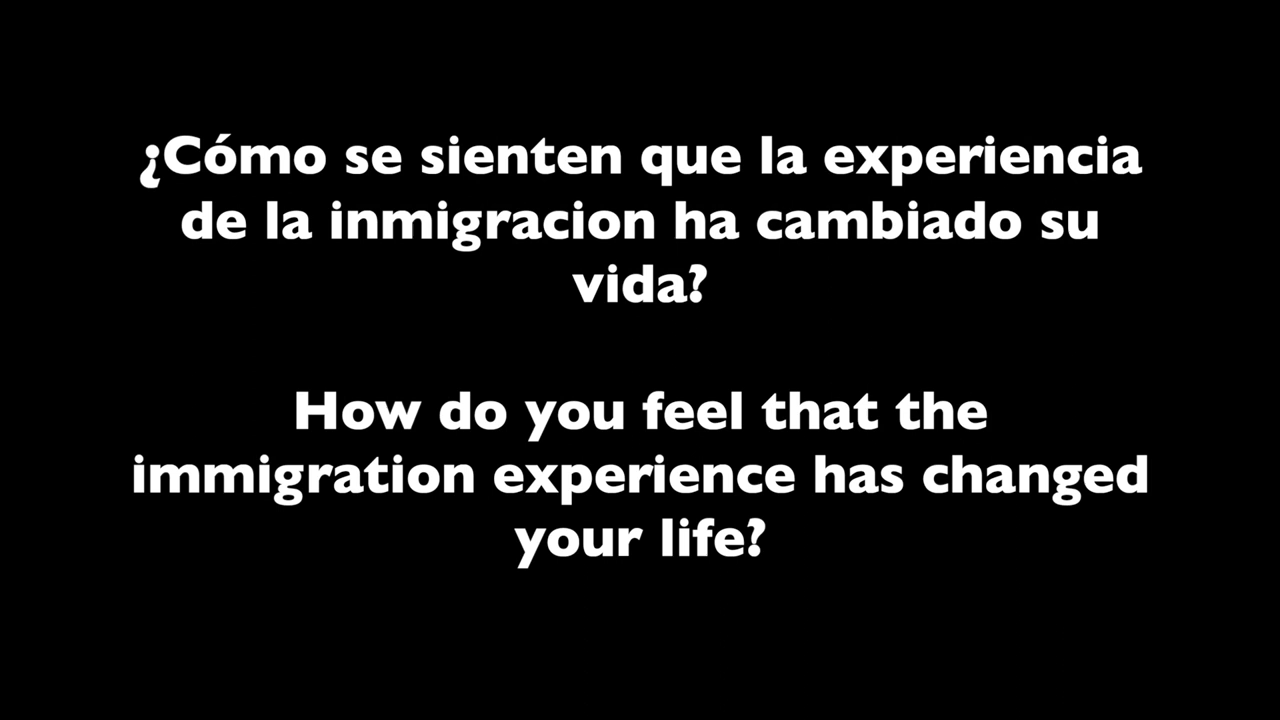 ¿Cómo se sienten que la experiencia
de la inmigracion ha cambiado su
vida?
How do you feel that the
immigration experience has changed
your life?